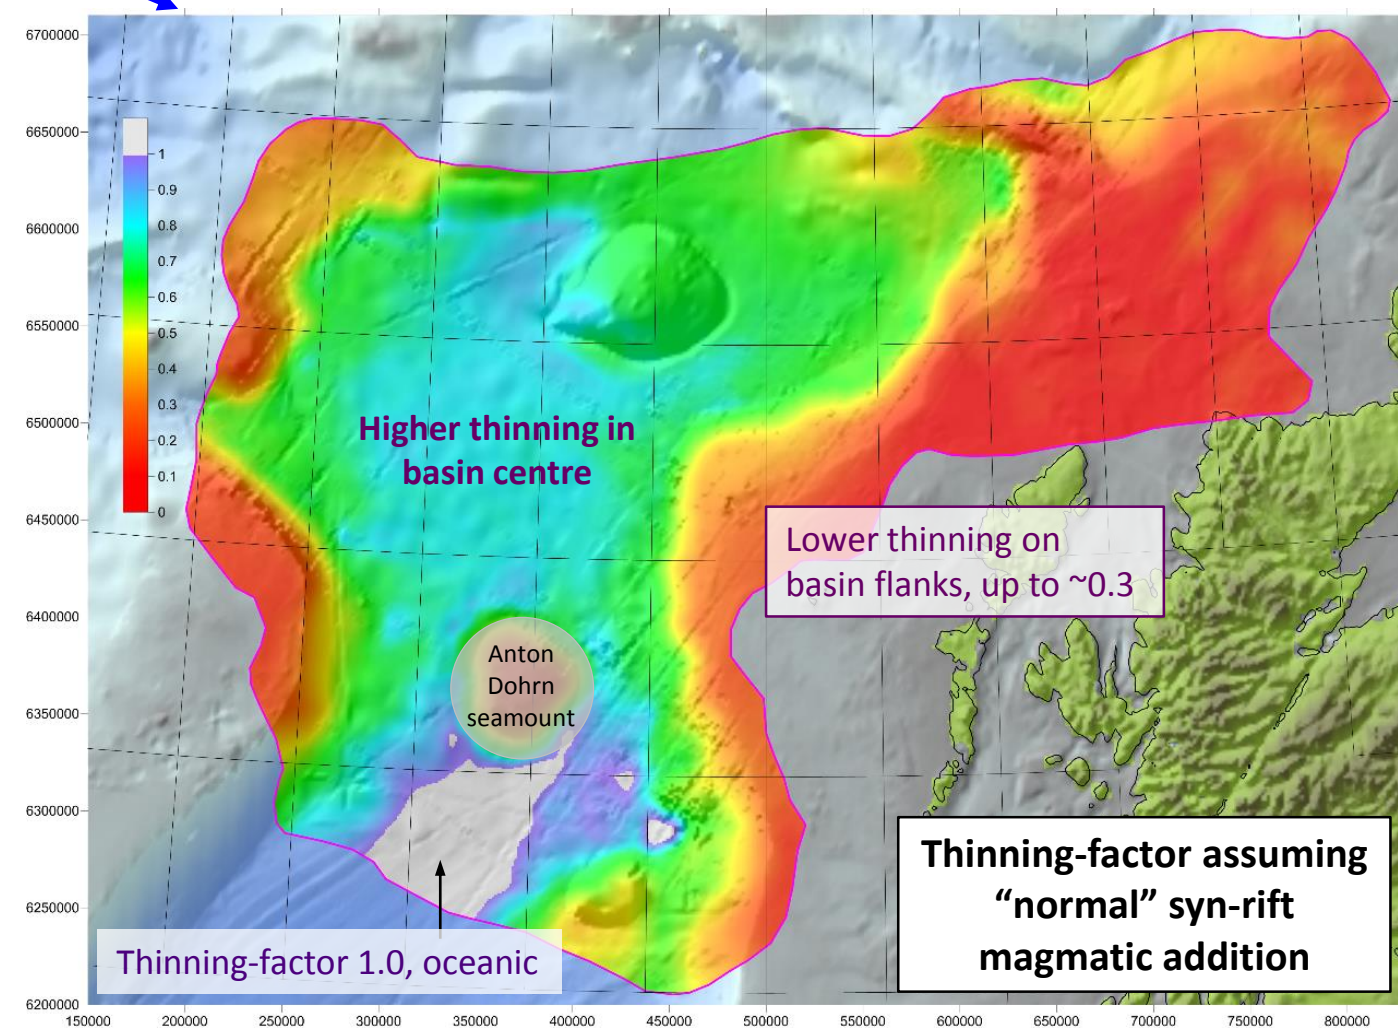 6700000
6650000
6600000
6550000
6500000
6450000
6400000
6350000
6300000
6250000
6200000
1
0.9
0.8
0.7
0.6
0.5
0.4
0.3
0.2
0.1
0
Higher thinning in
basin centre
Lower thinning on
basin flanks, up to ~0.3
Anton
Dohrn
seamount
Thinning-factor assuming
“normal” syn-rift
magmatic addition
Thinning-factor 1.0, oceanic
150000 200000 250000 300000 350000 400000 450000 500000 550000 600000 650000 700000 750000 800000